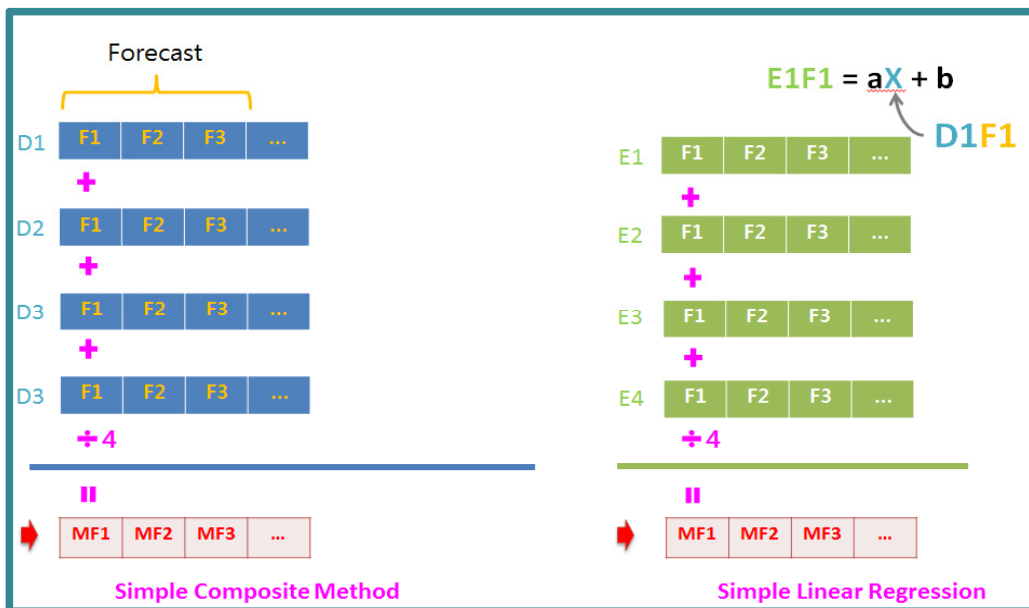 Forecast
D1 F1 F2 F3 ...
+
D2 F1 F2 F3 ...
+
D3 F1 F2 F3 ...
+
D3 F1 F2 F3 ...
÷4
=
MF1 MF2 MF3 ...
Simple Composite Method
E1F1 = aX + b
D1F1
E1 F1 F2 F3 ...
+
E2 F1 F2 F3 ...
+
E3 F1 F2 F3 ...
+
E4 F1 F2 F3 ...
÷4
=
MF1 MF2 MF3 ...
Simple Linear Regression